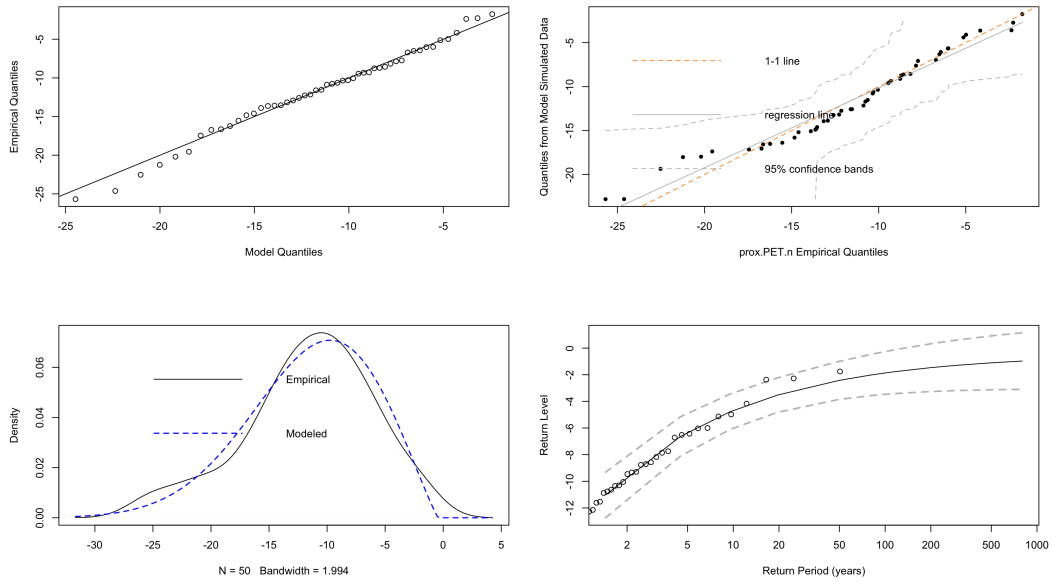 Empirical Quantiles
-5
-10
-15
-20
-25
-25 -20 -15 -10 -5
Model Quantiles
Quantiles from Model Simulated Data
-5
-10
-15
-20
1-1 line
regression line
95% confidence bands
-25 -20 -15 -10 -5
prox.PET.n Empirical Quantiles
Density
0.06
0.04
0.02
0.00
Empirical
Modeled
-30 -25 -20 -15 -10 -5 0 5
N = 50 Bandwidth = 1.994
Return Level
0
-2
-4
-6
-8
-10
-12
2 5 10 20 50 100 200 500 1000
Return Period (years)